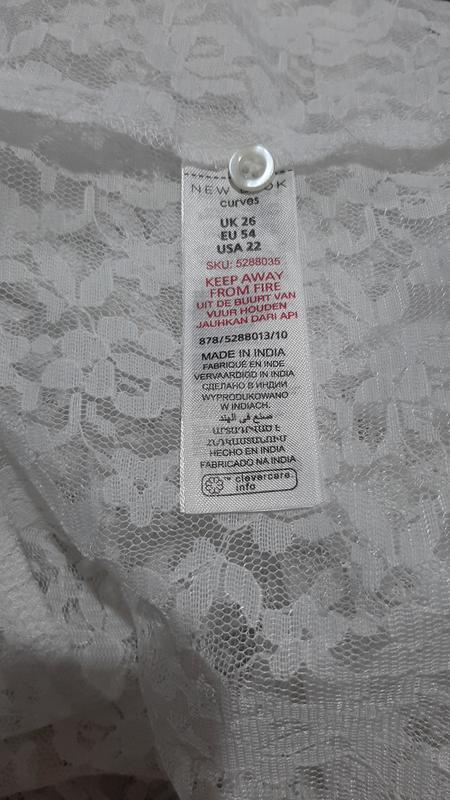 NEW LOOK
curves
UK 26
EU 54
USA 22
SKU: 5288035
KEEP AWAY
FROM FIRE
UIT DE BUURT VAN
VUUR HOUDEN
JAUHKAN DARI API
878/5288013/10
MADE IN INDIA
FABRIQUÉ EN INDE
VERVAARDIGD IN INDIA
СДЕЛАНО В ИНДИИ
WYPRODUKOWANO
W INDIACH.
صنع في الهند
ԱՐՏԱԴՐՎԱԾ Է
ՀՆԴԿԱՍՏԱՆՈՒՄ
HECHO EN INDIA
FABRICADO NA INDIA
clevercare.
info